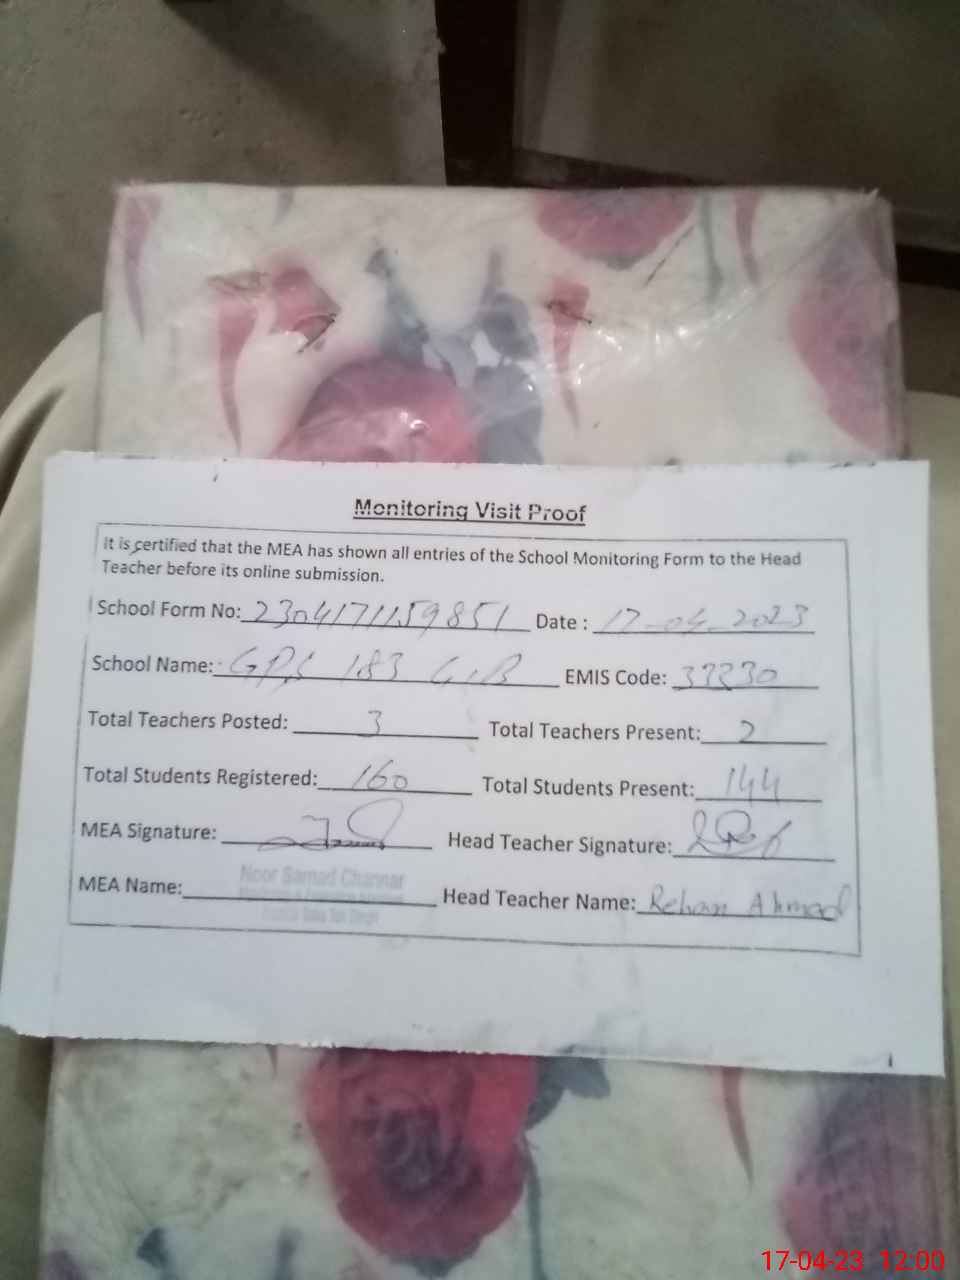 Monitoring Visit Proof
It is certified that the MEA has shown all entries of the School Monitoring Form to the Head
Teacher before its online submission.
School Form No: 2304171159851 Date : 17-04-2023
School Name: GPS 183 G.B EMIS Code: 37230
Total Teachers Posted: 3 Total Teachers Present: 2
Total Students Registered: 160 Total Students Present: 144
MEA Signature: Head Teacher Signature:
Noor Samad Channar
MEA Name: Head Teacher Name: Rehan Ahmad
17-04-23 12:00